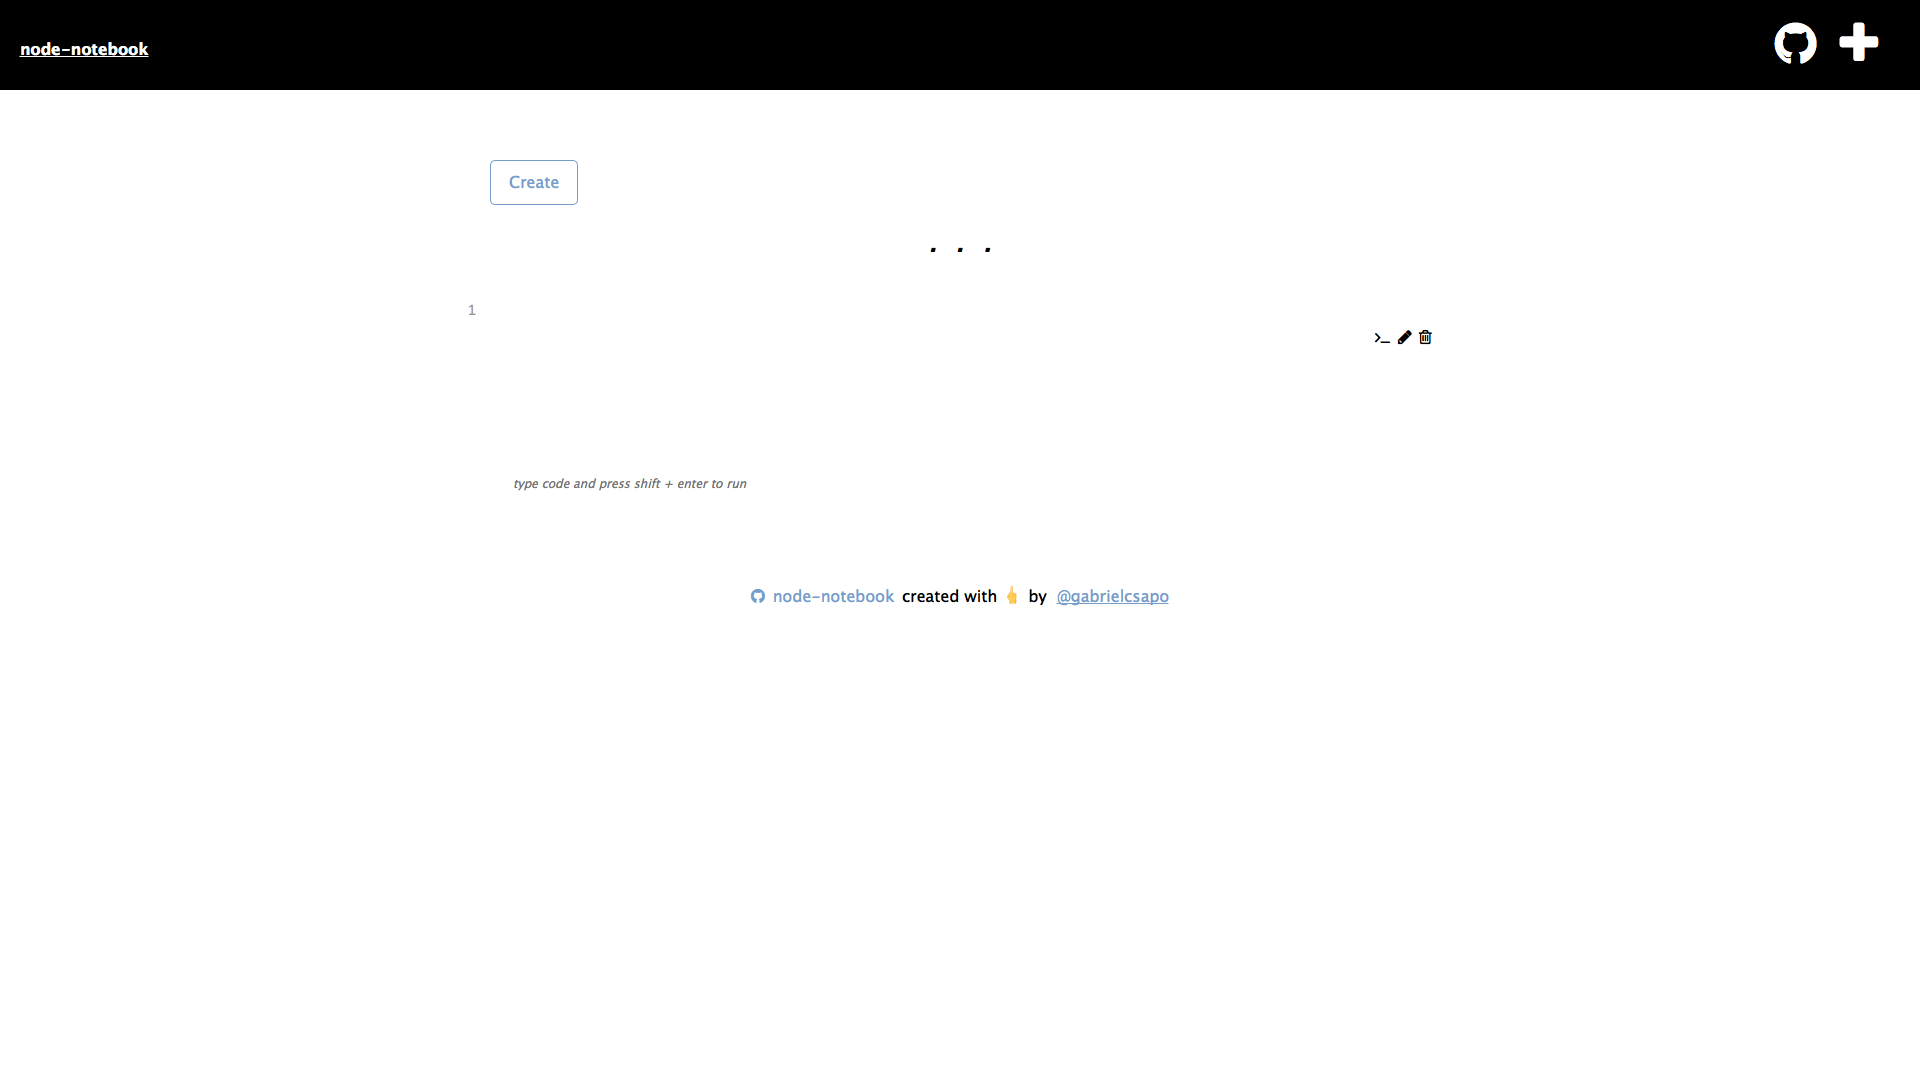 node-notebook
Create
. . .
1
type code and press shift + enter to run
node-notebook created with 🖕 by @gabrielcsapo